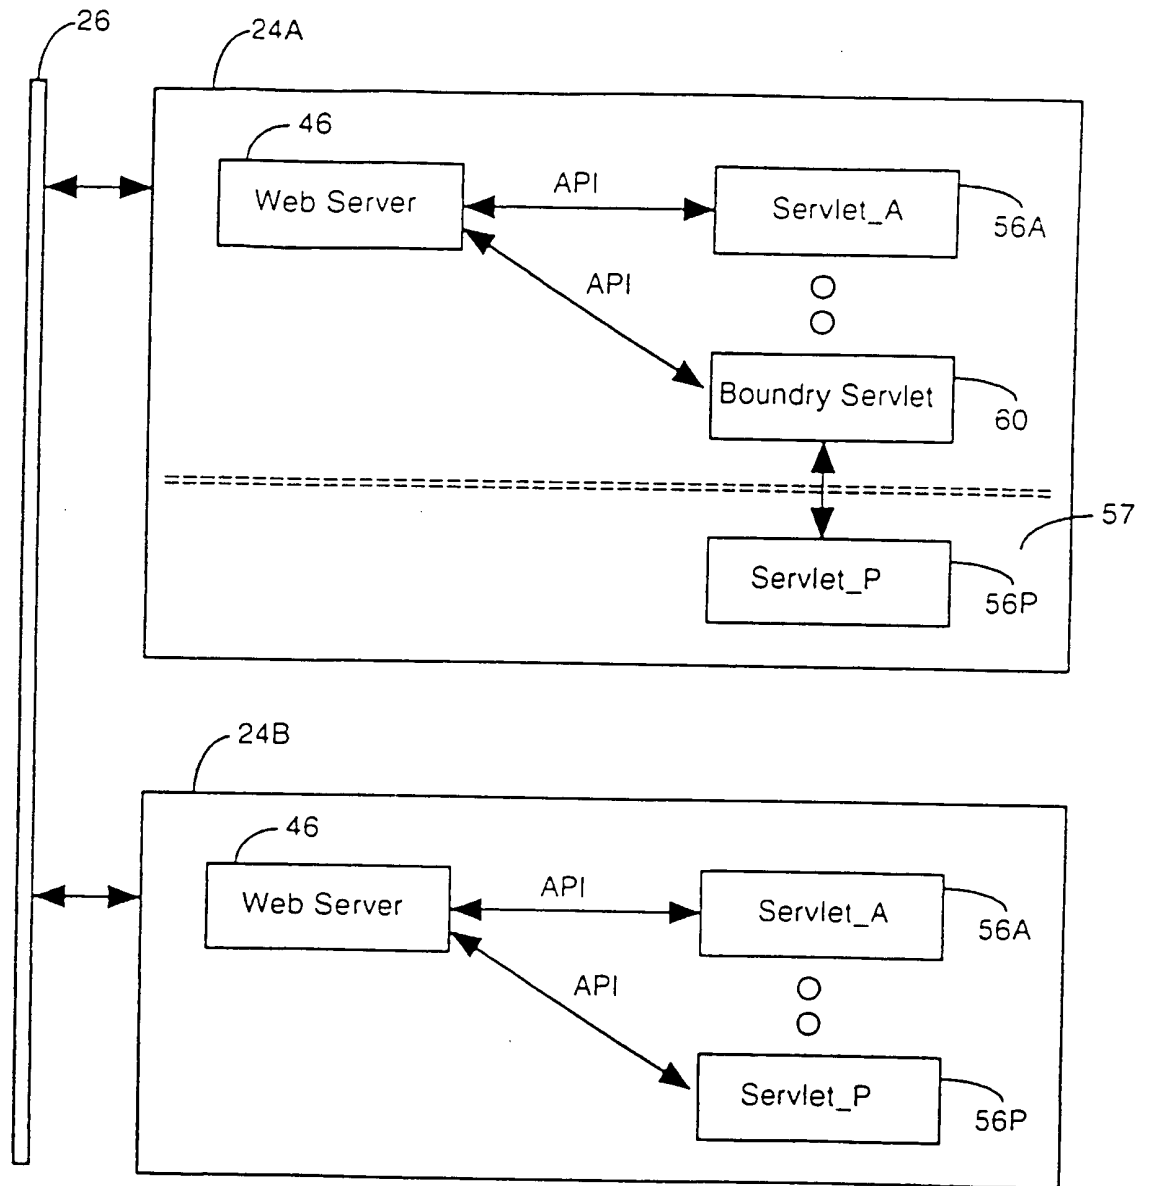 26
24A
46
Web Server
API
Servlet_A
56A
API
Boundry Servlet
60
57
Servlet_P
56P
24B
46
Web Server
API
Servlet_A
56A
API
Servlet_P
56P